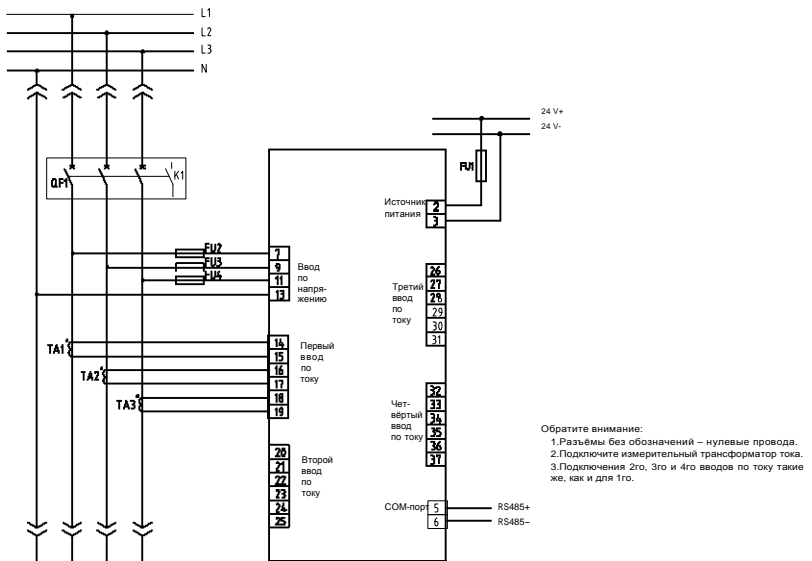 L1
L2
L3
N
24 V+
24 V-
QF1
K1
FU1
Источник
питания
2
3
FU2
FU3
FU4
7
9
11
13
Ввод
по
напря-
жению
26
27
28
29
30
31
Третий
ввод
по
току
TA1
TA2
TA3
14
15
16
17
18
19
Первый
ввод
по
току
32
33
34
35
36
37
Чет-
вёртый
ввод
по току
20
21
22
23
24
25
Второй
ввод
по
току
COM-порт
5
6
RS485+
RS485−
Обратите внимание:
1.Разъёмы без обозначений – нулевые провода.
2.Подключите измерительный трансформатор тока.
3.Подключения 2го, 3го и 4го вводов по току такие
же, как и для 1го.